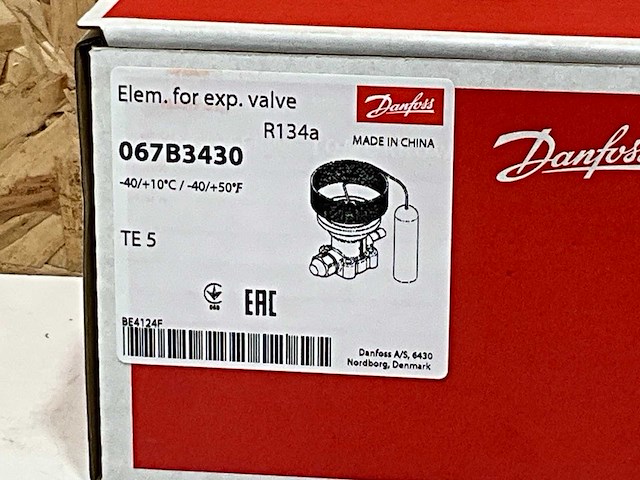 Elem. for exp. valve
Danfoss
R134a
MADE IN CHINA
067B3430
-40/+10°C / -40/+50°F
TE 5
EAC
BE4124F
Danfoss A/S, 6430
Nordborg, Denmark
Danfoss